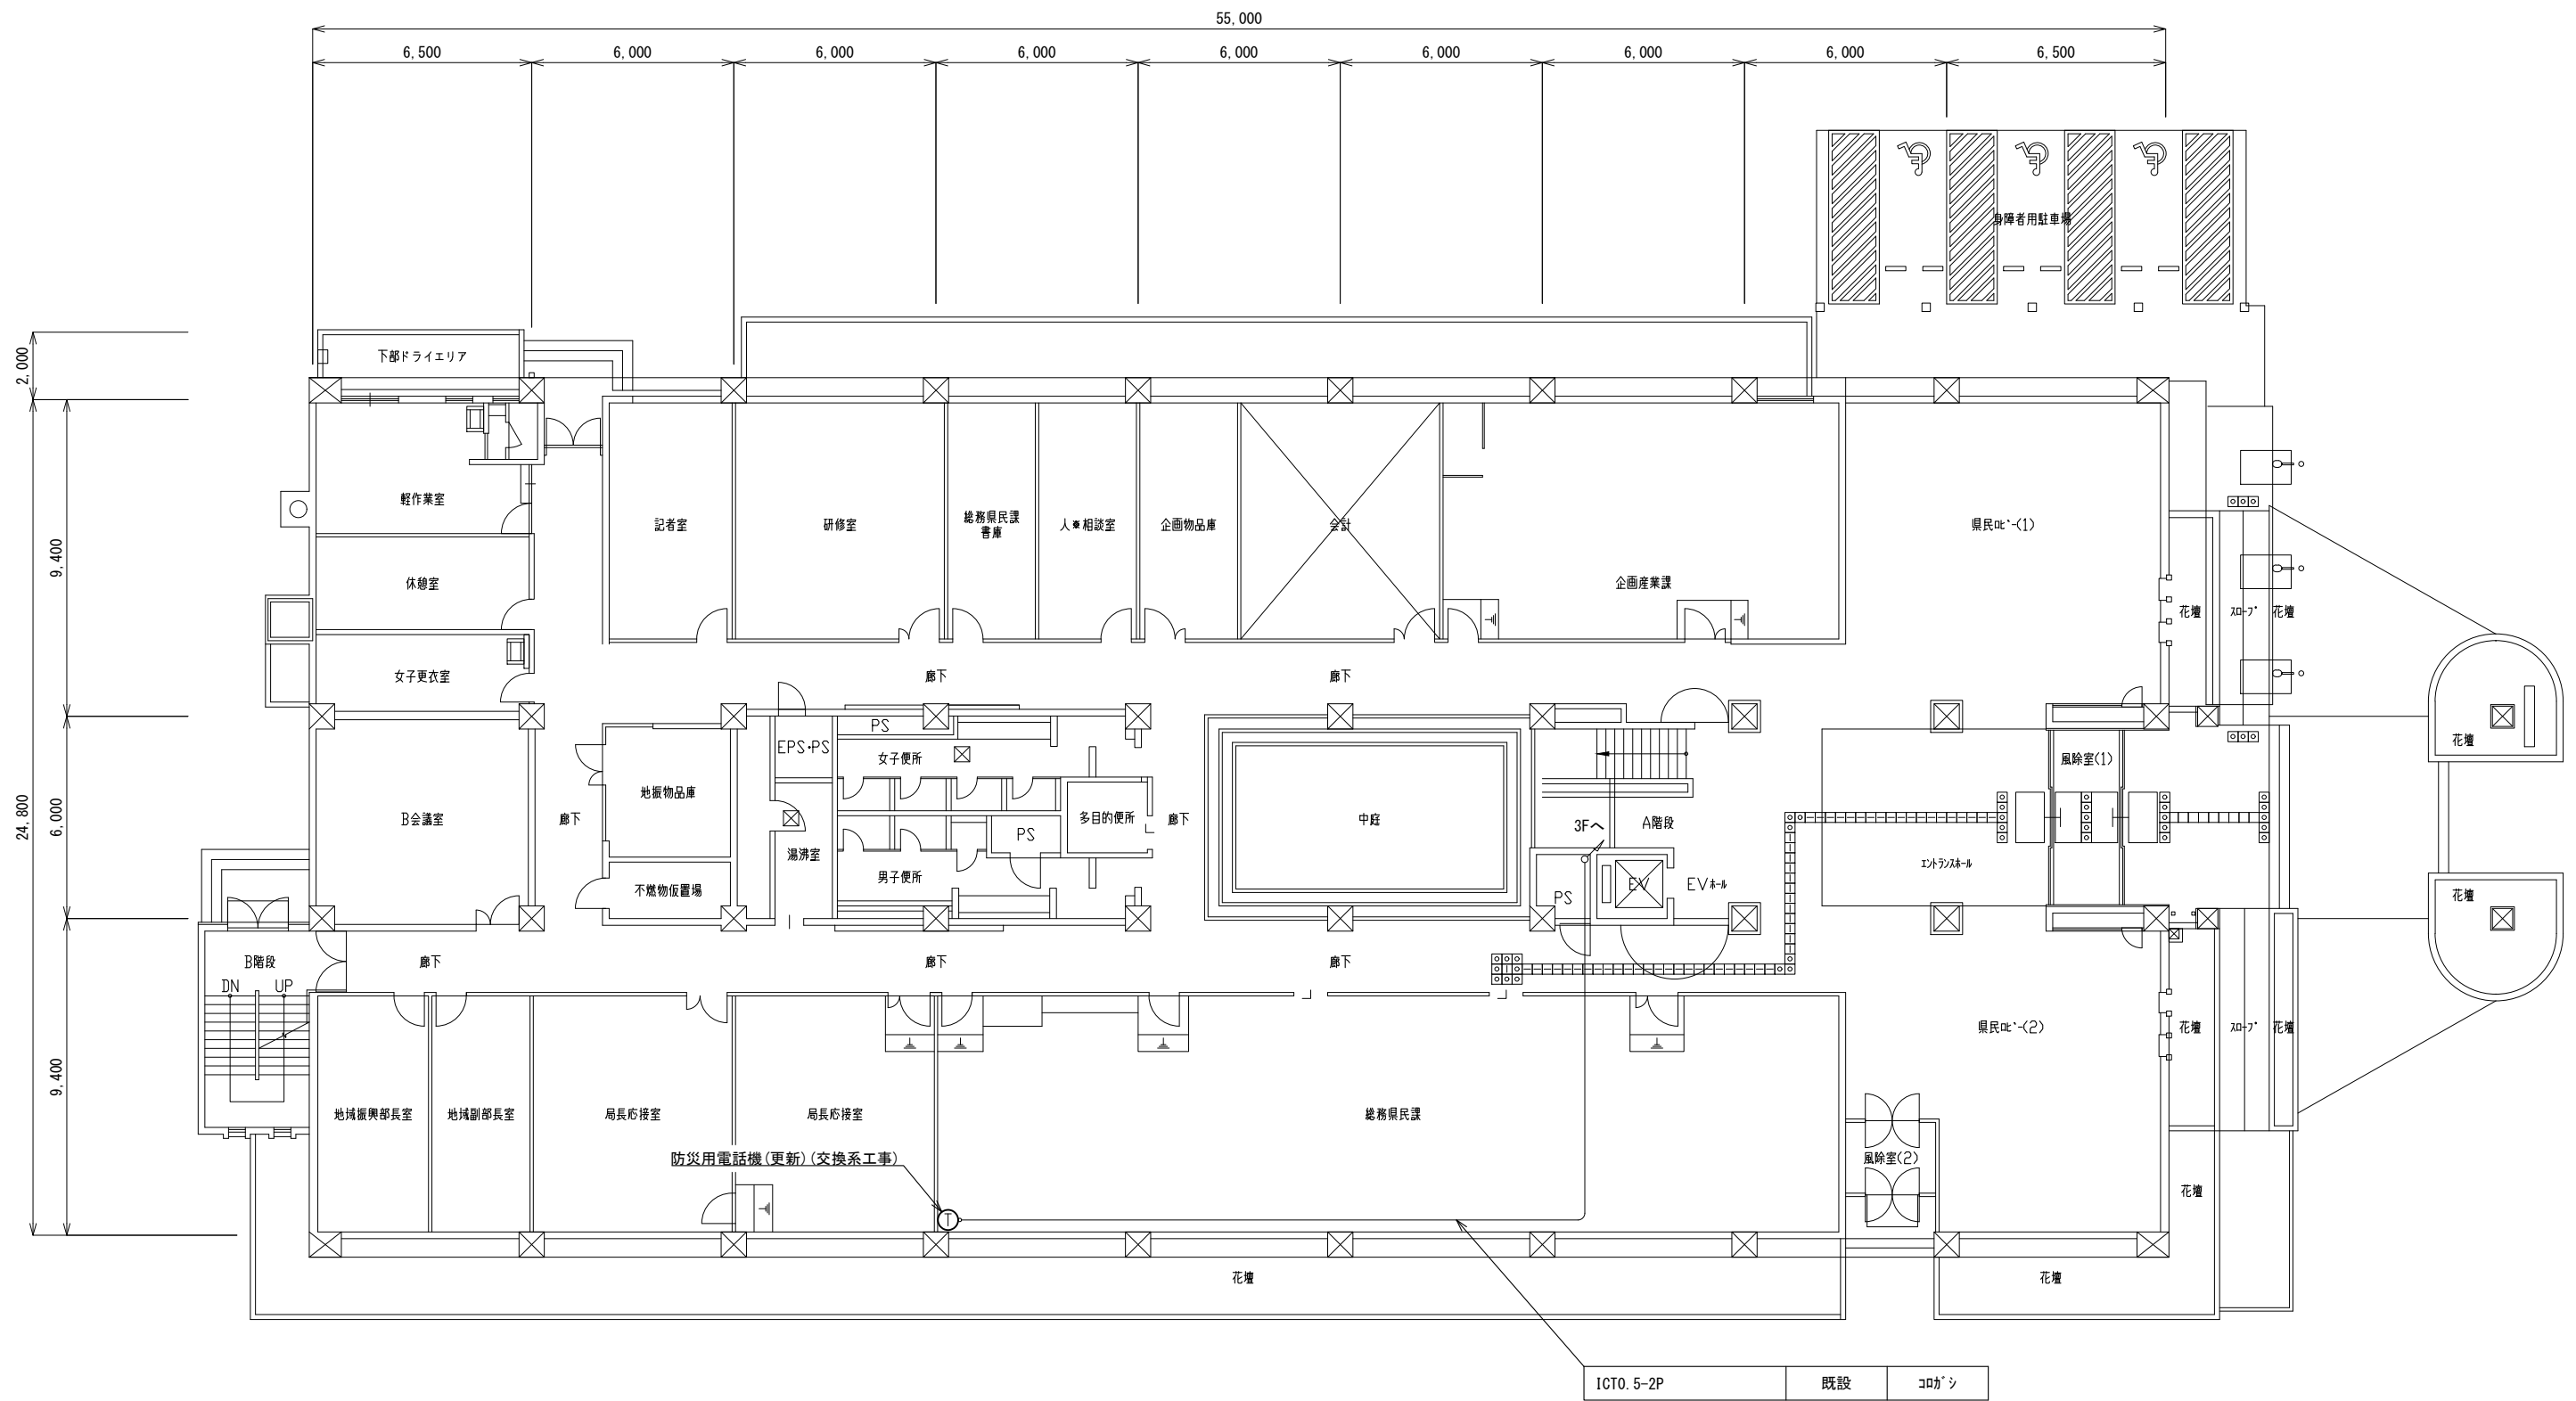 55,000
6,500
6,000
6,000
6,000
6,000
6,000
6,000
6,000
6,500
身障者用駐車場
2,000
24,800
9,400
6,000
9,400
下部ドライエリア
軽作業室
記者室
研修室
総務県民課
書庫
人※相談室
企画物品庫
会計
企画産業課
県民ﾛﾋﾞｰ(1)
休憩室
花壇
ｽﾛｰﾌﾟ
花壇
女子更衣室
廊下
廊下
EPS・PS
PS
女子便所
風除室(1)
花壇
地振物品庫
B会議室
廊下
多目的便所
廊下
中庭
3Fへ
A階段
PS
湯沸室
ｴﾝﾄﾗﾝｽﾎｰﾙ
男子便所
不燃物仮置場
PS
EV
EVﾎｰﾙ
花壇
B階段
DN
UP
廊下
廊下
廊下
県民ﾛﾋﾞｰ(2)
花壇
ｽﾛｰﾌﾟ
花壇
地域振興部長室
地域副部長室
局長応接室
局長応接室
総務県民課
防災用電話機(更新)(交換系工事)
T
風除室(2)
花壇
花壇
花壇
ICT0.5-2P
既設
ｺﾛｶﾞｼ